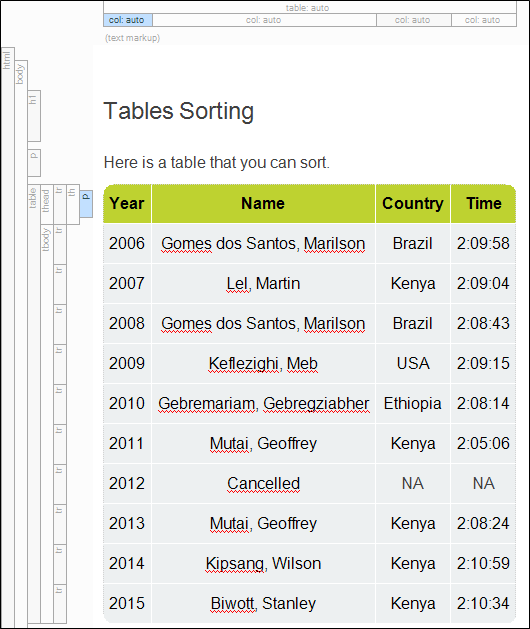 table: auto
col: auto col: auto col: auto col: auto
(text markup)
html
body
h1
p
table thead tr th p
tbody tr
tr
tr
tr
tr
tr
tr
tr
tr
tr
Tables Sorting
Here is a table that you can sort.
Year Name Country Time
2006 Gomes dos Santos, Marilson Brazil 2:09:58
2007 Lel, Martin Kenya 2:09:04
2008 Gomes dos Santos, Marilson Brazil 2:08:43
2009 Keflezighi, Meb USA 2:09:15
2010 Gebremariam, Gebregziabher Ethiopia 2:08:14
2011 Mutai, Geoffrey Kenya 2:05:06
2012 Cancelled NA NA
2013 Mutai, Geoffrey Kenya 2:08:24
2014 Kipsang, Wilson Kenya 2:10:59
2015 Biwott, Stanley Kenya 2:10:34